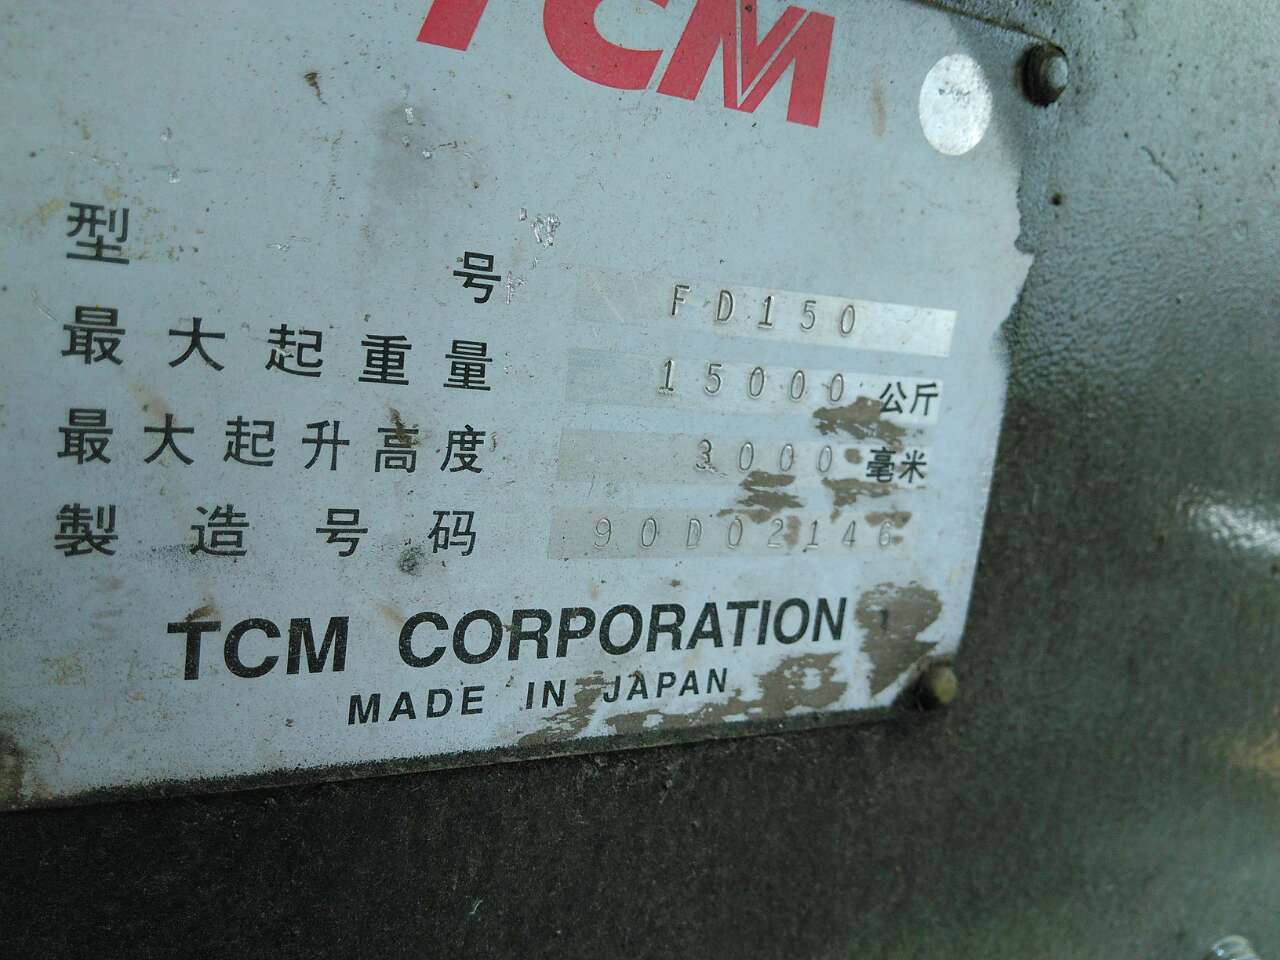 TCM
型号 FD150
最大起重量 15000 公斤
最大起升高度 3000 毫米
製造号码 90D02146
TCM CORPORATION
MADE IN JAPAN